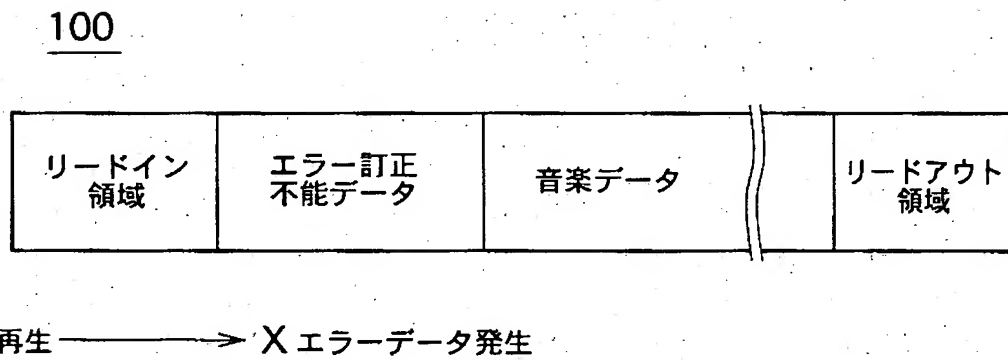 100
リードイン
領域
エラー訂正
不能データ
音楽データ
リードアウト
領域
再生 → X エラーデータ発生